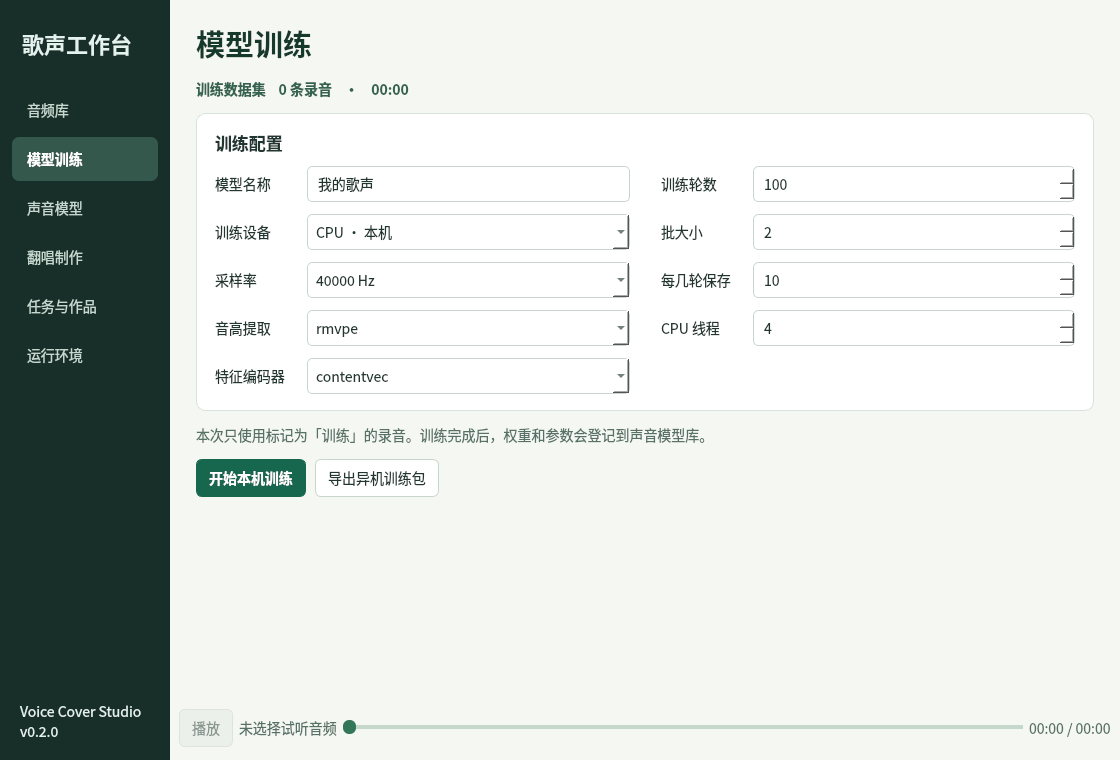 歌声工作台
音频库
模型训练
声音模型
翻唱制作
任务与作品
运行环境
Voice Cover Studio
v0.2.0
模型训练
训练数据集 0 条录音 · 00:00
训练配置
模型名称 我的歌声 训练轮数 100
训练设备 CPU · 本机 批大小 2
采样率 40000 Hz 每几轮保存 10
音高提取 rmvpe CPU 线程 4
特征编码器 contentvec
本次只使用标记为「训练」的录音。训练完成后，权重和参数会登记到声音模型库。
开始本机训练 导出异机训练包
播放 未选择试听音频 00:00 / 00:00